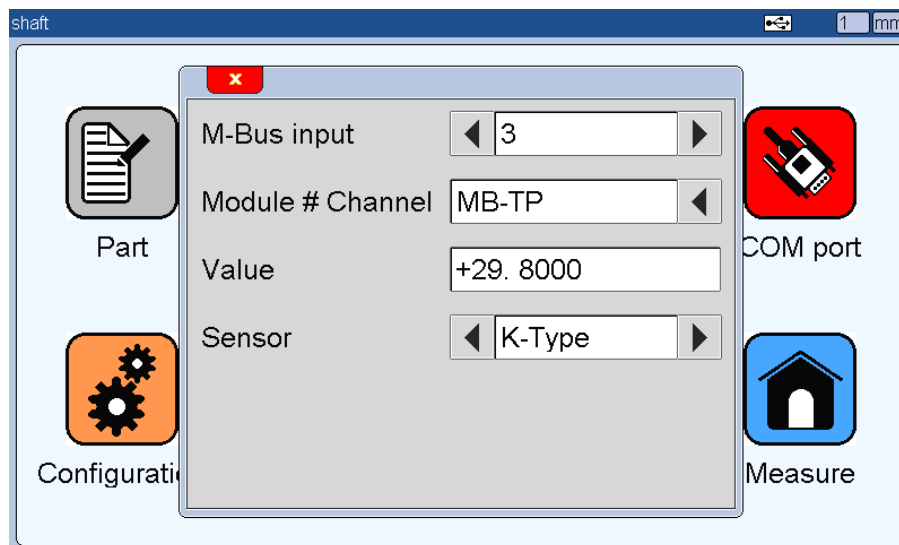 shaft 1 mm
x
M-Bus input 3
Module # Channel MB-TP
Value +29. 8000
Sensor K-Type
Part COM port
Configurati Measure